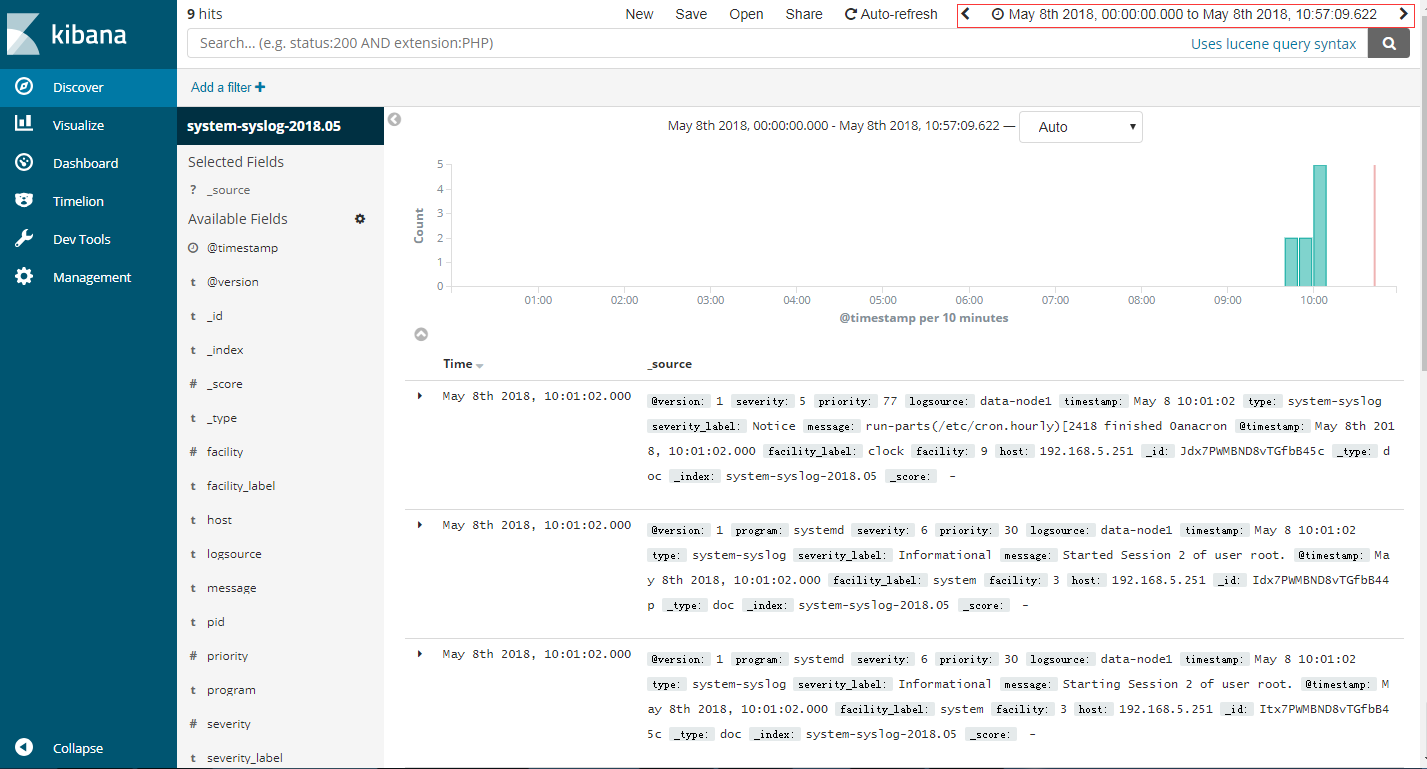 kibana
Discover
Visualize
Dashboard
Timelion
Dev Tools
Management
Collapse
9 hits
New Save Open Share Auto-refresh May 8th 2018, 00:00:00.000 to May 8th 2018, 10:57:09.622
Search... (e.g. status:200 AND extension:PHP) Uses lucene query syntax
Add a filter +
system-syslog-2018.05
Selected Fields
? _source
Available Fields
@timestamp
t @version
t _id
t _index
# _score
t _type
# facility
t facility_label
t host
t logsource
t message
t pid
# priority
t program
# severity
t severity_label
May 8th 2018, 00:00:00.000 - May 8th 2018, 10:57:09.622 — Auto
Count
5
4
3
2
1
0
01:00 02:00 03:00 04:00 05:00 06:00 07:00 08:00 09:00 10:00
@timestamp per 10 minutes
Time _source
May 8th 2018, 10:01:02.000 @version: 1 severity: 5 priority: 77 logsource: data-node1 timestamp: May 8 10:01:02 type: system-syslog
severity_label: Notice message: run-parts(/etc/cron.hourly)[2418 finished 0anacron @timestamp: May 8th 201
8, 10:01:02.000 facility_label: clock facility: 9 host: 192.168.5.251 _id: Jdx7PWMBND8vTGfbB45c _type: d
oc _index: system-syslog-2018.05 _score: -
May 8th 2018, 10:01:02.000 @version: 1 program: systemd severity: 6 priority: 30 logsource: data-node1 timestamp: May 8 10:01:02
type: system-syslog severity_label: Informational message: Started Session 2 of user root. @timestamp: Ma
y 8th 2018, 10:01:02.000 facility_label: system facility: 3 host: 192.168.5.251 _id: Idx7PWMBND8vTGfbB44
p _type: doc _index: system-syslog-2018.05 _score: -
May 8th 2018, 10:01:02.000 @version: 1 program: systemd severity: 6 priority: 30 logsource: data-node1 timestamp: May 8 10:01:02
type: system-syslog severity_label: Informational message: Starting Session 2 of user root. @timestamp: M
ay 8th 2018, 10:01:02.000 facility_label: system facility: 3 host: 192.168.5.251 _id: Itx7PWMBND8vTGfbB4
5c _type: doc _index: system-syslog-2018.05 _score: -